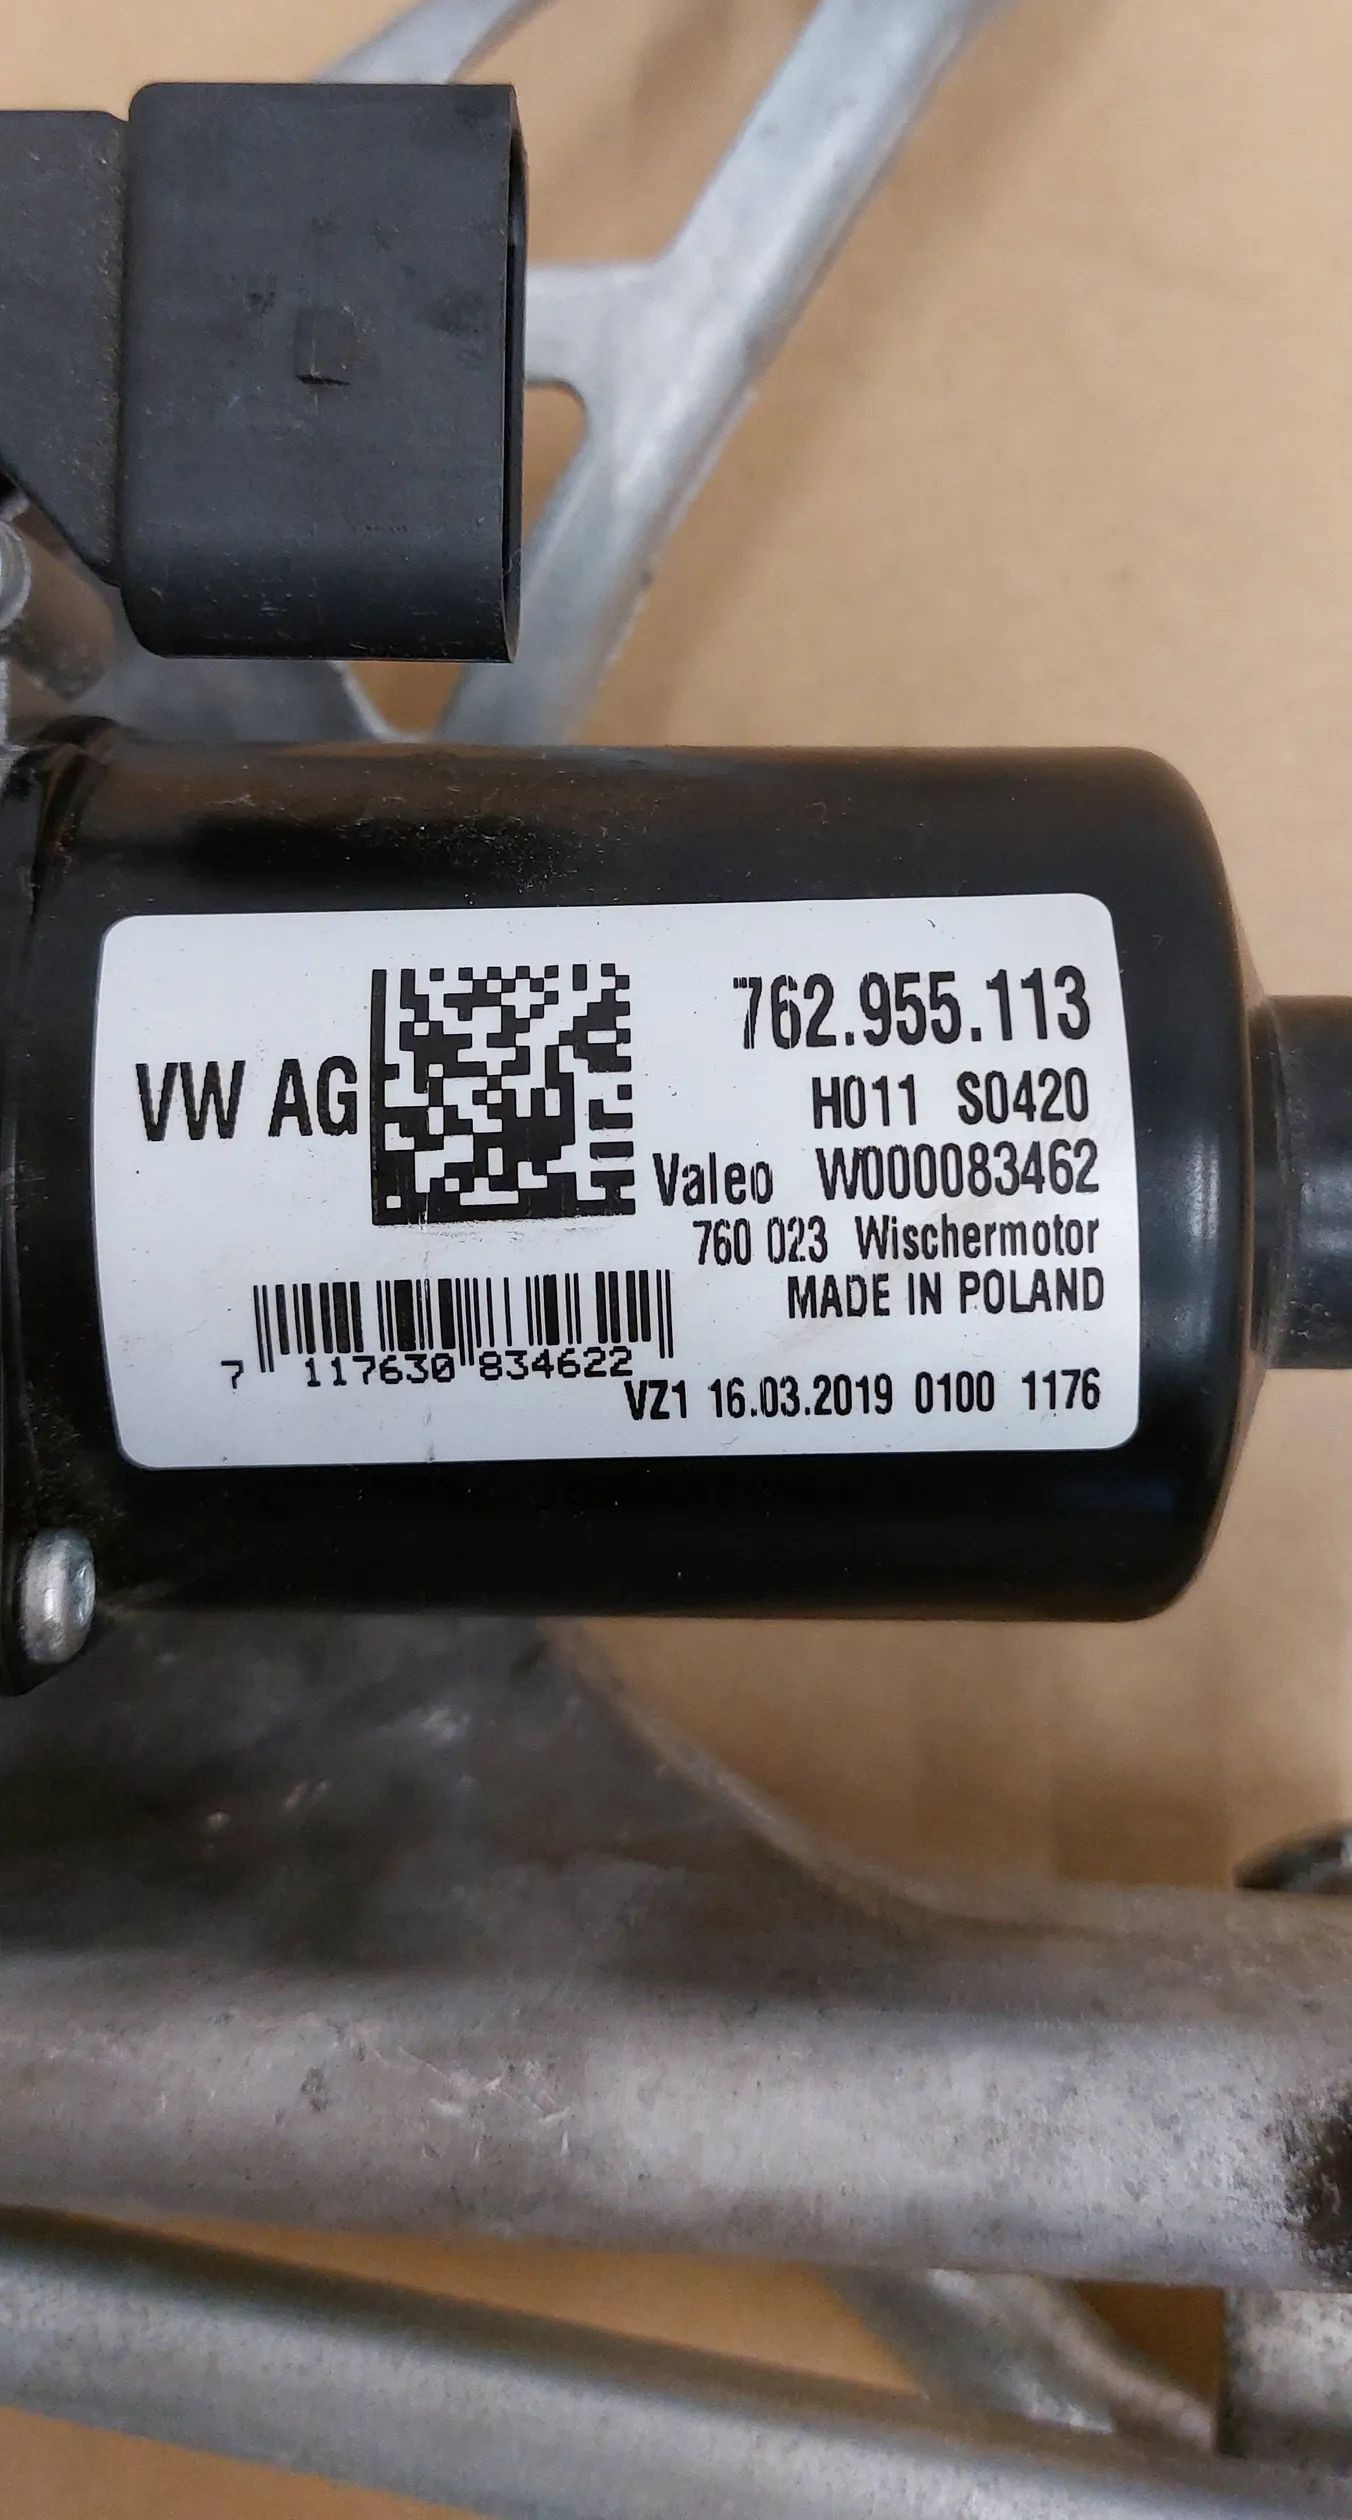 VW AG
762.955.113
H011 S0420
Valeo W000083462
760 023 Wischermotor
MADE IN POLAND
7 117630 834622
VZ1 16.03.2019 0100 1176